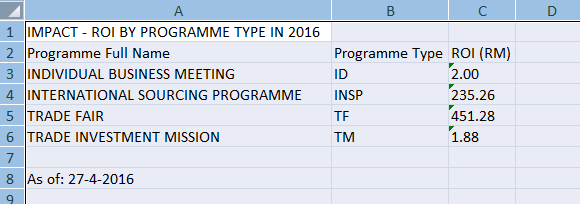 A B C D
1 IMPACT - ROI BY PROGRAMME TYPE IN 2016
2 Programme Full Name Programme Type ROI (RM)
3 INDIVIDUAL BUSINESS MEETING ID 2.00
4 INTERNATIONAL SOURCING PROGRAMME INSP 235.26
5 TRADE FAIR TF 451.28
6 TRADE INVESTMENT MISSION TM 1.88
7
8 As of: 27-4-2016
9